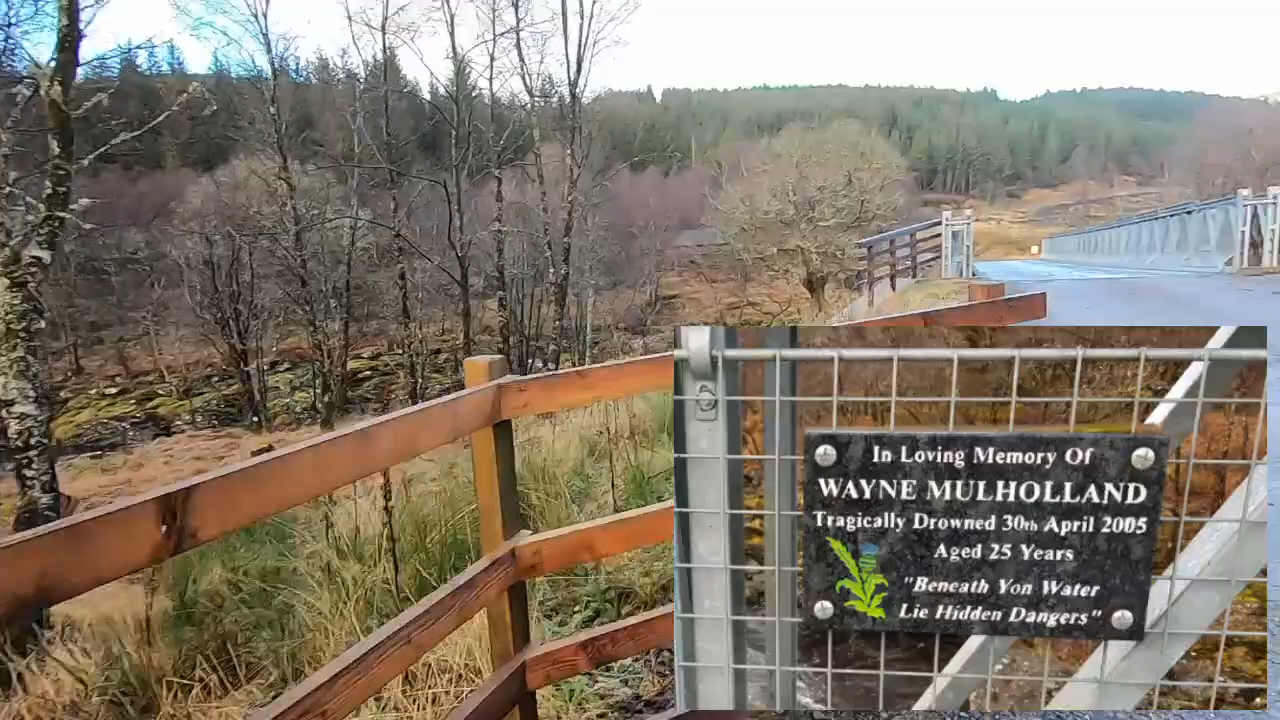 In Loving Memory Of
WAYNE MULHOLLAND
Tragically Drowned 30th April 2005
Aged 25 Years
"Beneath Yon Water
Lie Hidden Dangers"